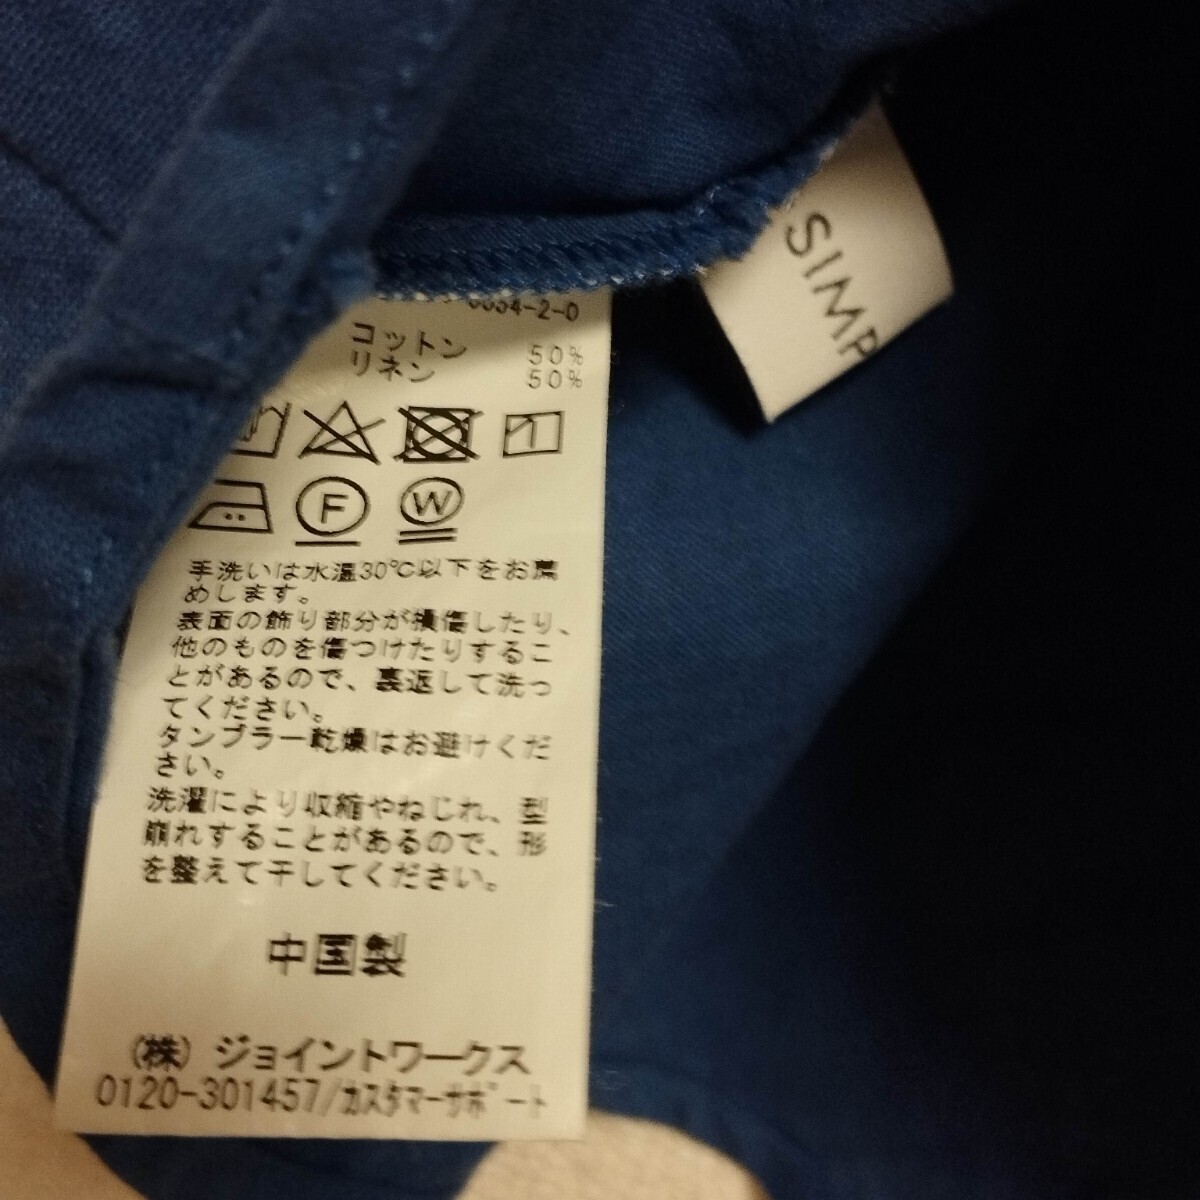 -2-0
コットン 50%
リネン 50%
F W
手洗いは水温30℃以下をお薦
めします。
表面の飾り部分が損傷したり、
他のものを傷つけたりするこ
とがあるので、裏返して洗っ
てください。
タンブラー乾燥はお避けくだ
さい。
洗濯により収縮やねじれ、型
崩れすることがあるので、形
を整えて干してください。
中国製
(株) ジョイントワークス
0120-301457/カスタマーサポート
SIMP